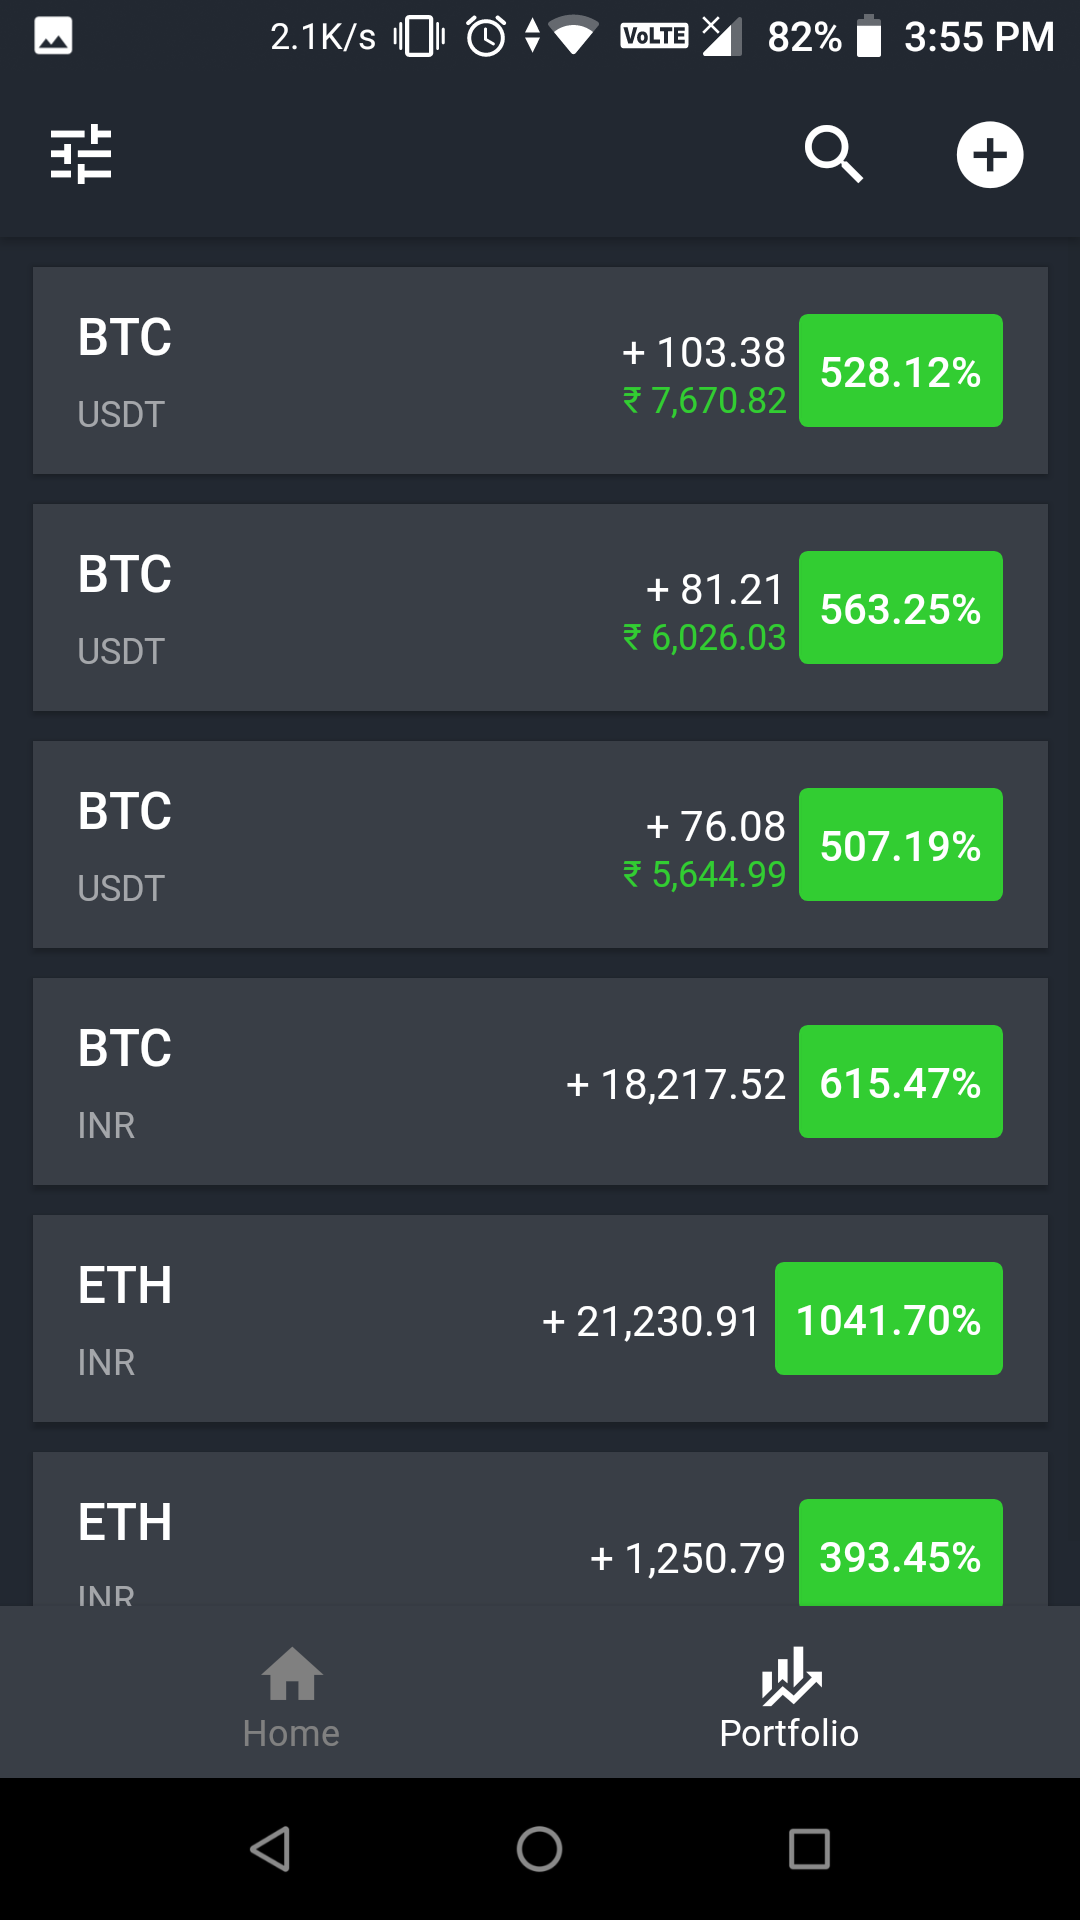 2.1K/s VoLTE 82% 3:55 PM
BTC
USDT
+ 103.38
₹ 7,670.82
528.12%
BTC
USDT
+ 81.21
₹ 6,026.03
563.25%
BTC
USDT
+ 76.08
₹ 5,644.99
507.19%
BTC
INR
+ 18,217.52
615.47%
ETH
INR
+ 21,230.91
1041.70%
ETH
INR
+ 1,250.79
393.45%
Home
Portfolio